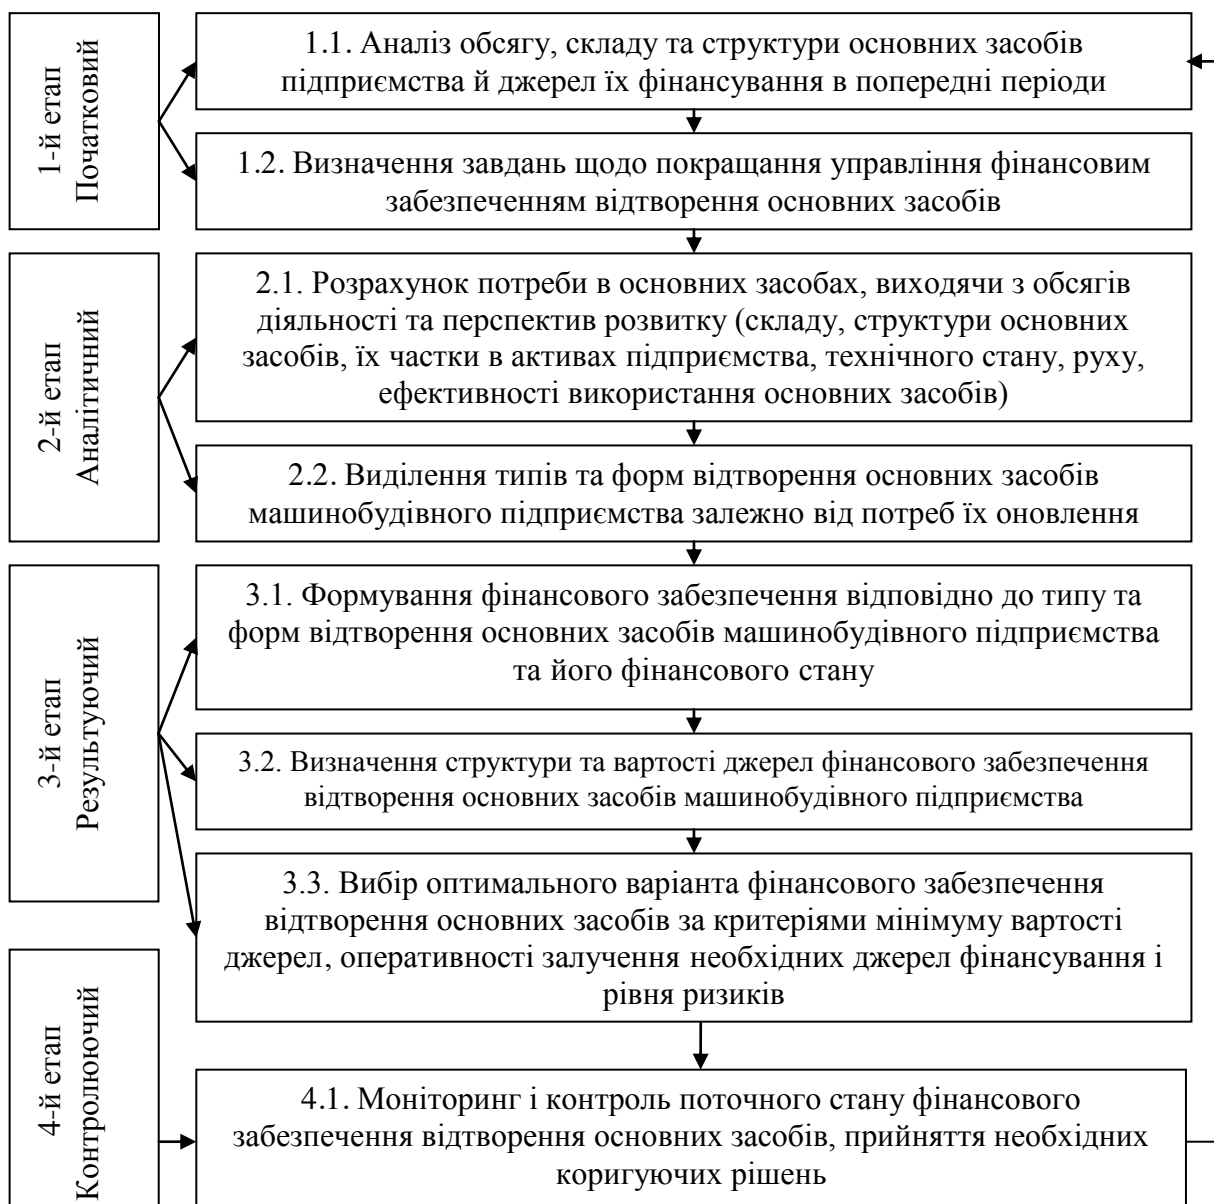 1-й етап
Початковий
1.1. Аналіз обсягу, складу та структури основних засобів
підприємства й джерел їх фінансування в попередні періоди
1.2. Визначення завдань щодо покращання управління фінансовим
забезпеченням відтворення основних засобів
2-й етап
Аналітичний
2.1. Розрахунок потреби в основних засобах, виходячи з обсягів
діяльності та перспектив розвитку (складу, структури основних
засобів, їх частки в активах підприємства, технічного стану, руху,
ефективності використання основних засобів)
2.2. Виділення типів та форм відтворення основних засобів
машинобудівного підприємства залежно від потреб їх оновлення
3-й етап
Результуючий
3.1. Формування фінансового забезпечення відповідно до типу та
форм відтворення основних засобів машинобудівного підприємства
та його фінансового стану
3.2. Визначення структури та вартості джерел фінансового забезпечення
відтворення основних засобів машинобудівного підприємства
3.3. Вибір оптимального варіанта фінансового забезпечення
відтворення основних засобів за критеріями мінімуму вартості
джерел, оперативності залучення необхідних джерел фінансування і
рівня ризиків
4-й етап
Контролюючий
4.1. Моніторинг і контроль поточного стану фінансового
забезпечення відтворення основних засобів, прийняття необхідних
коригуючих рішень